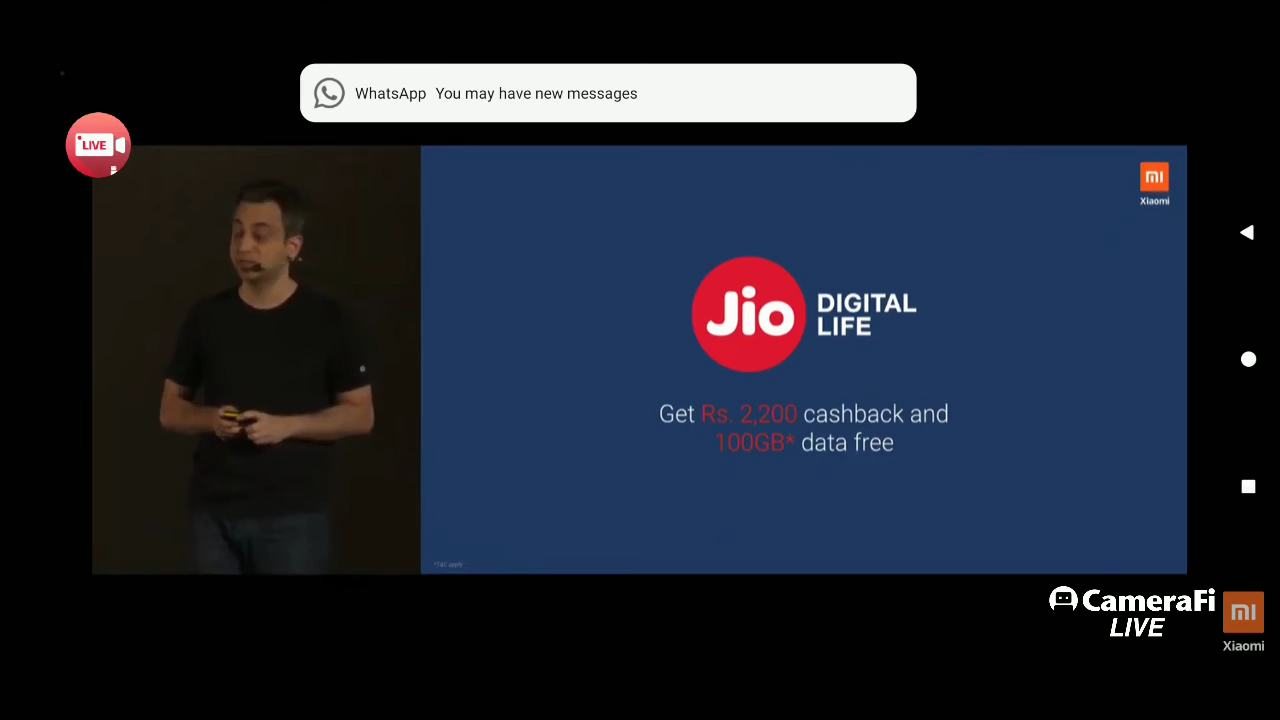 WhatsApp You may have new messages
LIVE
mi
Xiaomi
Jio DIGITAL
LIFE
Get Rs. 2,200 cashback and
100GB* data free
*T&C apply
CameraFi
LIVE
mi
Xiaomi